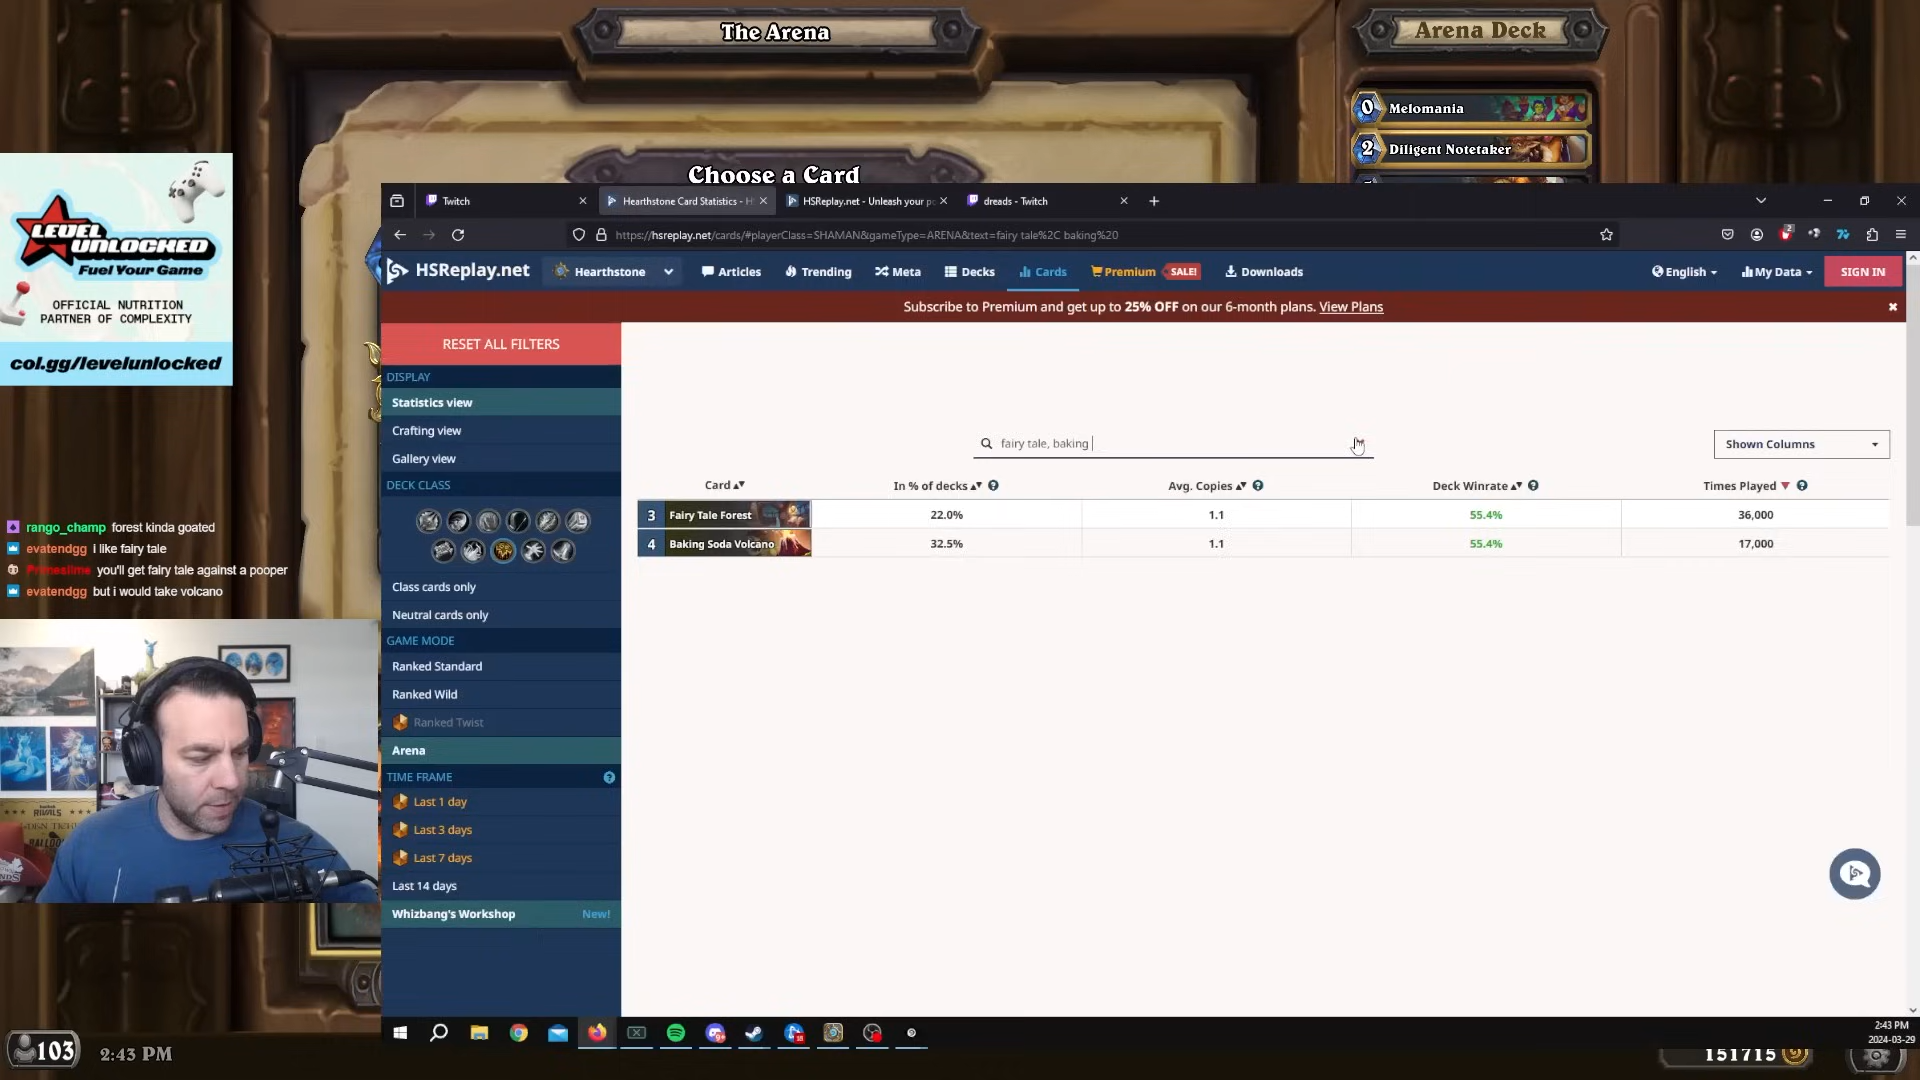 The Arena
Arena Deck
0 Melomania
2 Diligent Notetaker
Choose a Card
LEVEL
UNLOCKED
Fuel Your Game
OFFICIAL NUTRITION
PARTNER OF COMPLEXITY
col.gg/levelunlocked
rango_champ forest kinda goated
evatendgg i like fairy tale
you'll get fairy tale against a pooper
evatendgg but i would take volcano
Twitch
Hearthstone Card Statistics - H
HSReplay.net - Unleash your po
dreads - Twitch
https://hsreplay.net/cards/#playerClass=SHAMAN&gameType=ARENA&text=fairy tale%2C baking%20
HSReplay.net
Hearthstone
Articles
Trending
Meta
Decks
Cards
Premium SALE!
Downloads
English
My Data
SIGN IN
Subscribe to Premium and get up to 25% OFF on our 6-month plans. View Plans
RESET ALL FILTERS
DISPLAY
Statistics view
Crafting view
Gallery view
DECK CLASS
Class cards only
Neutral cards only
GAME MODE
Ranked Standard
Ranked Wild
Ranked Twist
Arena
TIME FRAME
Last 1 day
Last 3 days
Last 7 days
Last 14 days
Whizbang's Workshop New!
fairy tale, baking
Shown Columns
Card In % of decks Avg. Copies Deck Winrate Times Played
3 Fairy Tale Forest 22.0% 1.1 55.4% 36,000
4 Baking Soda Volcano 32.5% 1.1 55.4% 17,000
RIVALS
2:43 PM
2024-03-29
103
2:43 PM
151715